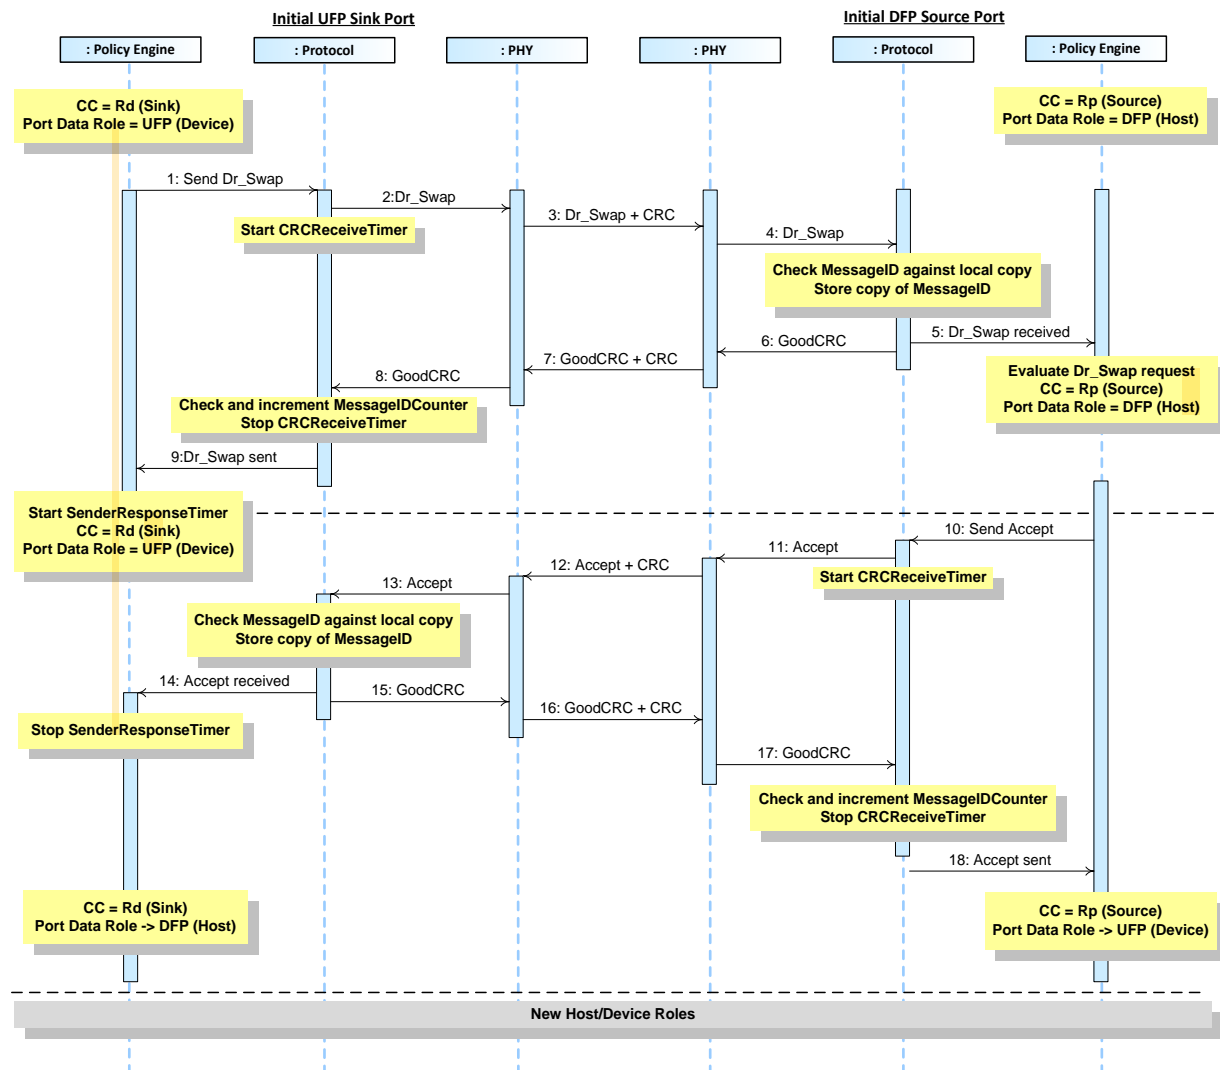 Initial UFP Sink Port
Initial DFP Source Port
: Policy Engine
: Protocol
: PHY
: PHY
: Protocol
: Policy Engine
CC = Rd (Sink)
Port Data Role = UFP (Device)
CC = Rp (Source)
Port Data Role = DFP (Host)
1: Send Dr_Swap
2:Dr_Swap
Start CRCReceiveTimer
3: Dr_Swap + CRC
4: Dr_Swap
Check MessageID against local copy
Store copy of MessageID
5: Dr_Swap received
6: GoodCRC
7: GoodCRC + CRC
8: GoodCRC
Evaluate Dr_Swap request
CC = Rp (Source)
Port Data Role = DFP (Host)
Check and increment MessageIDCounter
Stop CRCReceiveTimer
9:Dr_Swap sent
Start SenderResponseTimer
CC = Rd (Sink)
Port Data Role = UFP (Device)
10: Send Accept
11: Accept
Start CRCReceiveTimer
12: Accept + CRC
13: Accept
Check MessageID against local copy
Store copy of MessageID
14: Accept received
15: GoodCRC
16: GoodCRC + CRC
Stop SenderResponseTimer
17: GoodCRC
Check and increment MessageIDCounter
Stop CRCReceiveTimer
18: Accept sent
CC = Rd (Sink)
Port Data Role -> DFP (Host)
CC = Rp (Source)
Port Data Role -> UFP (Device)
New Host/Device Roles